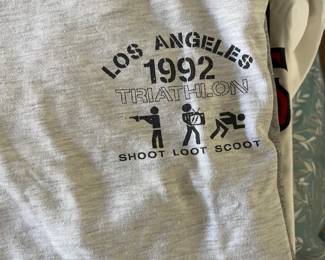 LOS ANGELES
1992
TRIATHLON
SHOOT LOOT SCOOT